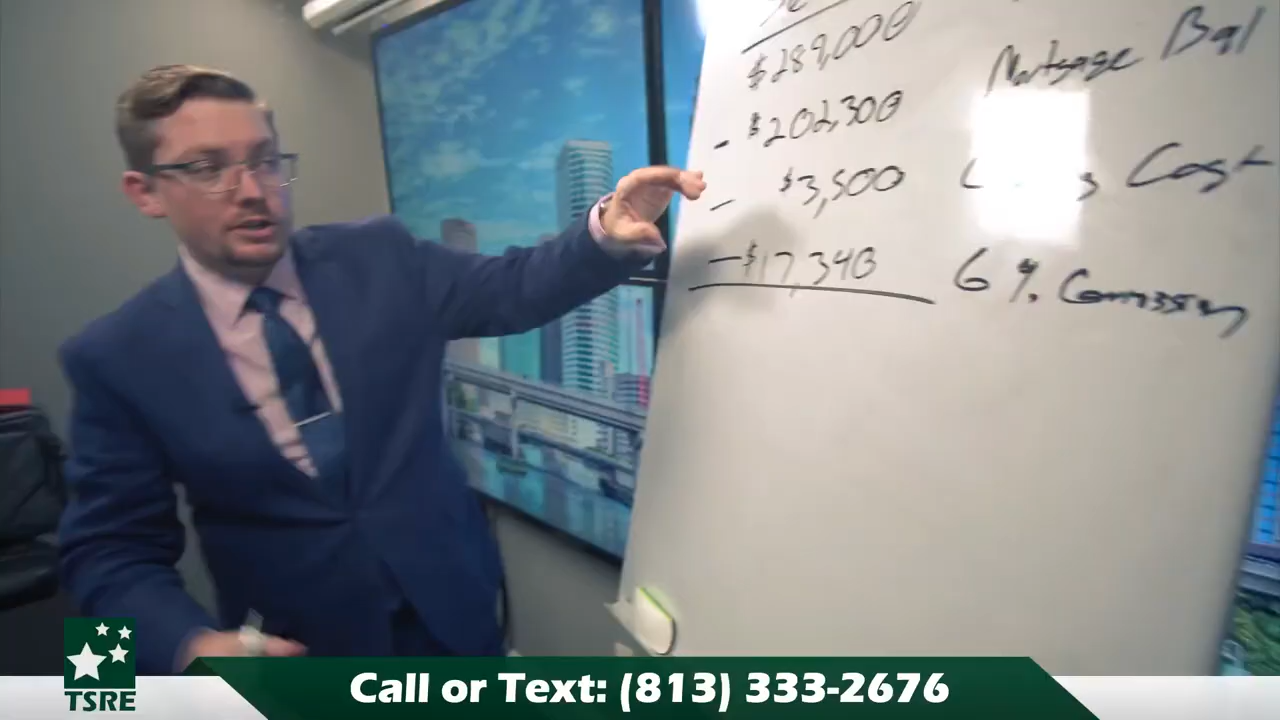 $289,000
Mortgage Bal
- $202,300
- $3,500 Cost
- $17,340 6% Commission
TSRE
Call or Text: (813) 333-2676